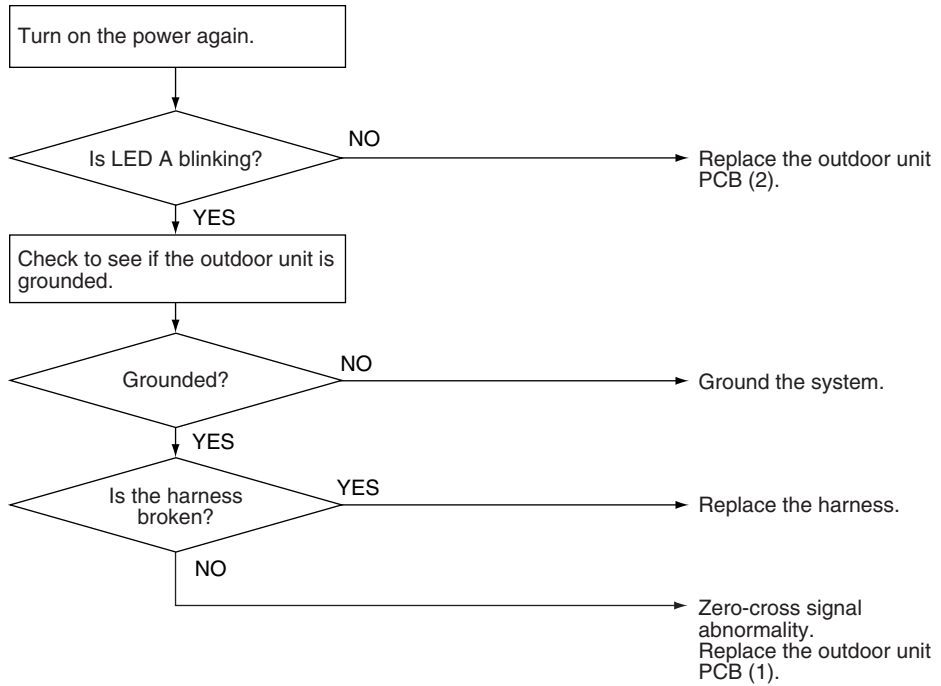 Turn on the power again.
Is LED A blinking?
NO
Replace the outdoor unit
PCB (2).
YES
Check to see if the outdoor unit is
grounded.
Grounded?
NO
Ground the system.
YES
Is the harness
broken?
YES
Replace the harness.
NO
Zero-cross signal
abnormality.
Replace the outdoor unit
PCB (1).